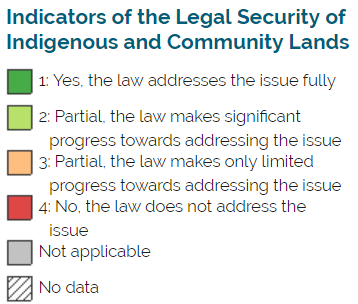 Indicators of the Legal Security of
Indigenous and Community Lands
1: Yes, the law addresses the issue fully
2: Partial, the law makes significant
progress towards addressing the issue
3: Partial, the law makes only limited
progress towards addressing the issue
4: No, the law does not address the
issue
Not applicable
No data